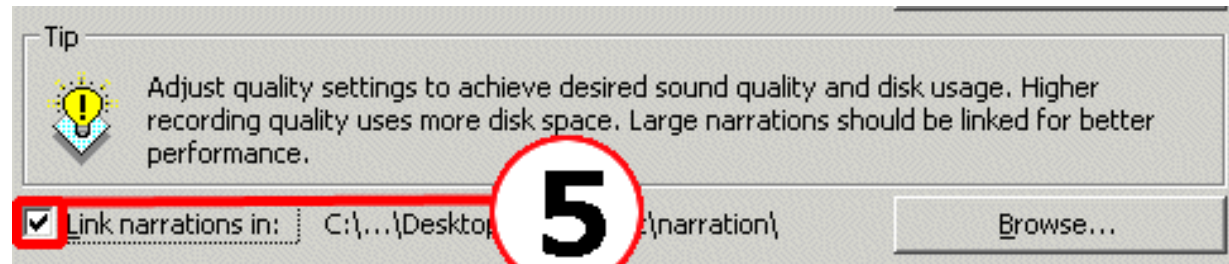 Tip
Adjust quality settings to achieve desired sound quality and disk usage. Higher
recording quality uses more disk space. Large narrations should be linked for better
performance.
5
Link narrations in: C:\...\Desktop \narration\ Browse...